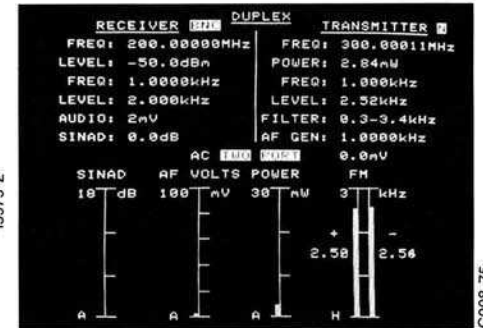 DUPLEX
RECEIVER BNC
FREQ: 200.00000MHz
LEVEL: -50.0dBm
FREQ: 1.0000kHz
LEVEL: 2.000kHz
AUDIO: 2mV
SINAD: 0.0dB
TRANSMITTER N
FREQ: 300.00011MHz
POWER: 2.84mW
FREQ: 1.000kHz
LEVEL: 2.52kHz
FILTER: 0.3-3.4kHz
AF GEN: 1.0000kHz
0.0mV
AC TWO PORT
SINAD AF VOLTS POWER FM
18 dB 100 mV 30 mW 3 kHz
+ -
2.50 2.56
A A A H